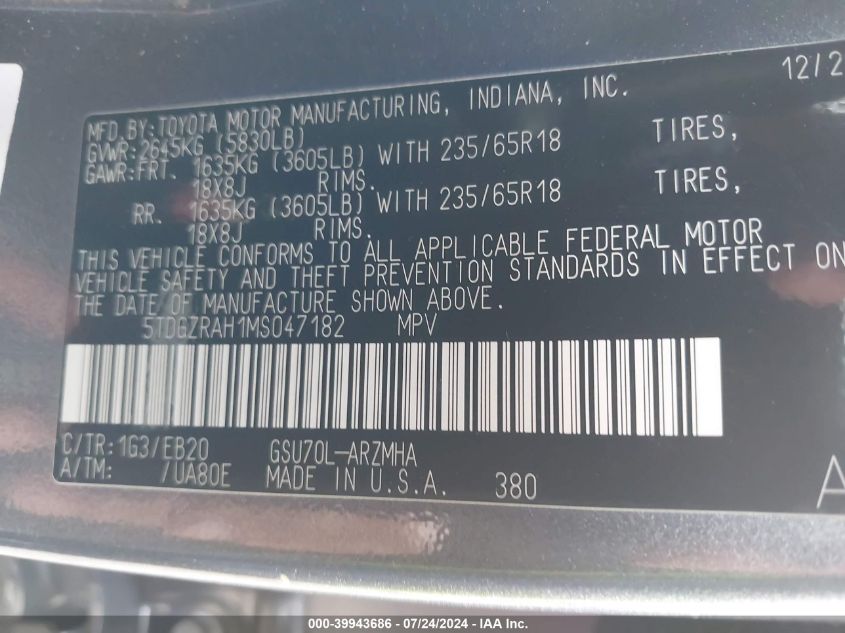 12/2
MFD.BY:TOYOTA MOTOR MANUFACTURING, INDIANA, INC.
GVWR:2645KG (5830LB)
GAWR:FRT. 1635KG (3605LB) WITH 235/65R18 TIRES,
18X8J RIMS.
RR. 1635KG (3605LB) WITH 235/65R18 TIRES,
18X8J RIMS.
THIS VEHICLE CONFORMS TO ALL APPLICABLE FEDERAL MOTOR
VEHICLE SAFETY AND THEFT PREVENTION STANDARDS IN EFFECT ON
THE DATE OF MANUFACTURE SHOWN ABOVE.
5TDGZRAH1MS047182 MPV
C/TR:1G3/EB20 GSU70L-ARZMHA
A/TM: /UA80E MADE IN U.S.A. 380
A
000-39943686 - 07/24/2024 - IAA Inc.